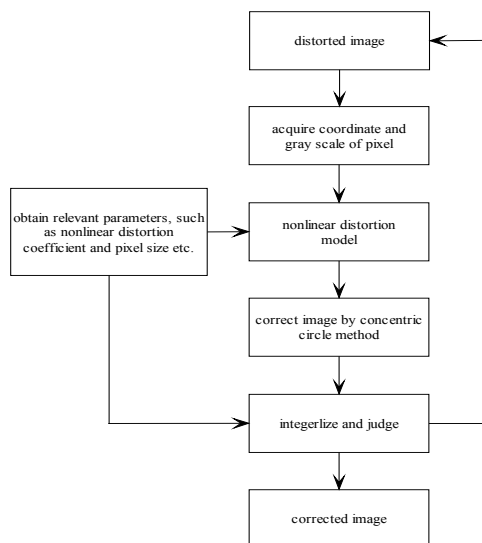 distorted image
acquire coordinate and
gray scale of pixel
obtain relevant parameters, such
as nonlinear distortion
coefficient and pixel size etc.
nonlinear distortion
model
correct image by concentric
circle method
integerlize and judge
corrected image